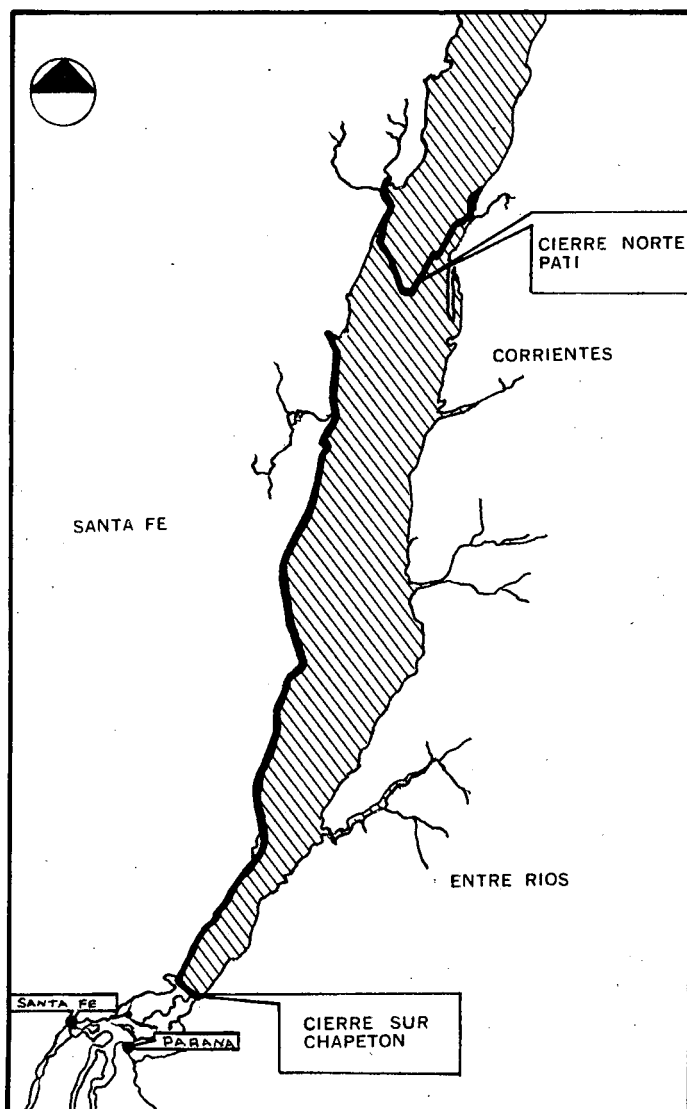 CIERRE NORTE
PATI
CORRIENTES
SANTA FE
ENTRE RIOS
SANTA FE
PARANA
CIERRE SUR
CHAPETON